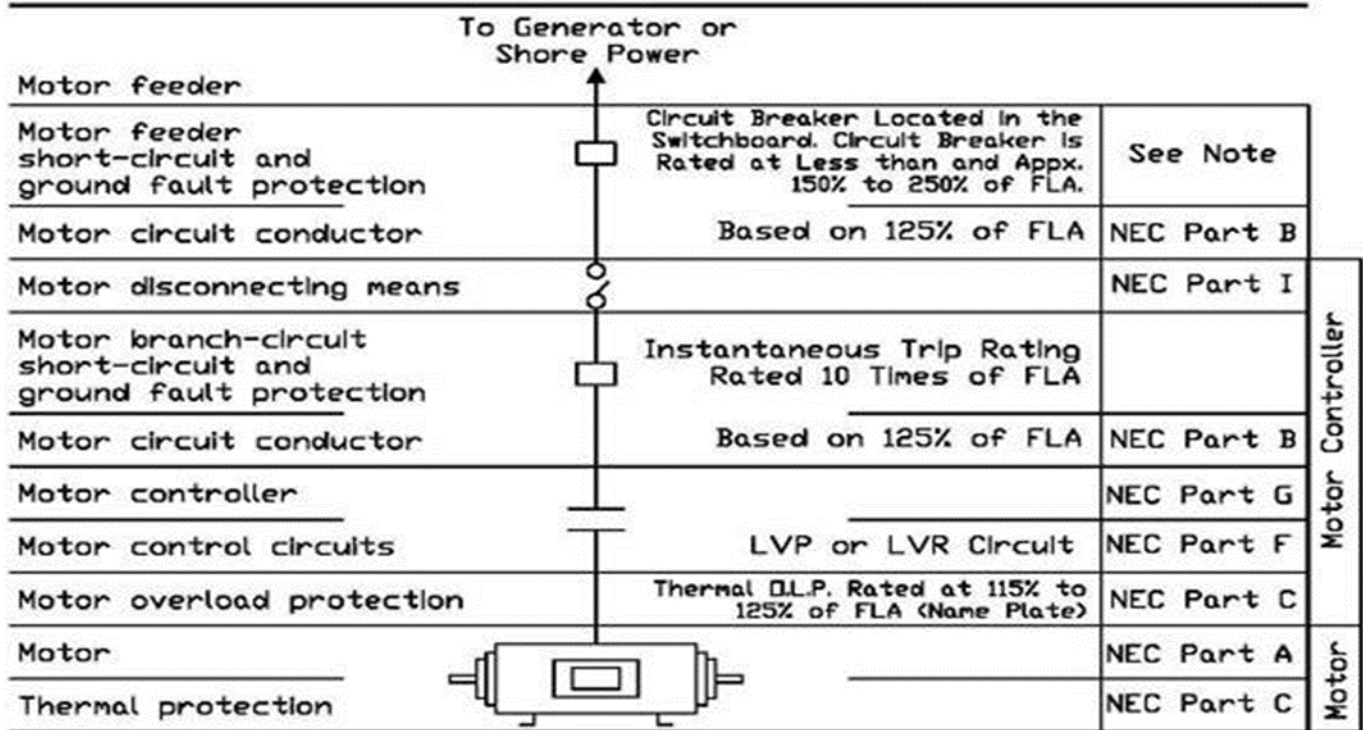 To Generator or
Shore Power
Motor feeder
Motor feeder
short-circuit and
ground fault protection
Circuit Breaker Located in the
Switchboard. Circuit Breaker is
Rated at Less than and Appx.
150% to 250% of FLA.
See Note
Motor circuit conductor
Based on 125% of FLA
NEC Part B
Motor disconnecting means
NEC Part I
Motor branch-circuit
short-circuit and
ground fault protection
Instantaneous Trip Rating
Rated 10 Times of FLA
Motor circuit conductor
Based on 125% of FLA
NEC Part B
Motor controller
NEC Part G
Motor control circuits
LVP or LVR Circuit
NEC Part F
Motor overload protection
Thermal O.L.P. Rated at 115% to
125% of FLA (Name Plate)
NEC Part C
Motor Controller
Motor
NEC Part A
Thermal protection
NEC Part C
Motor